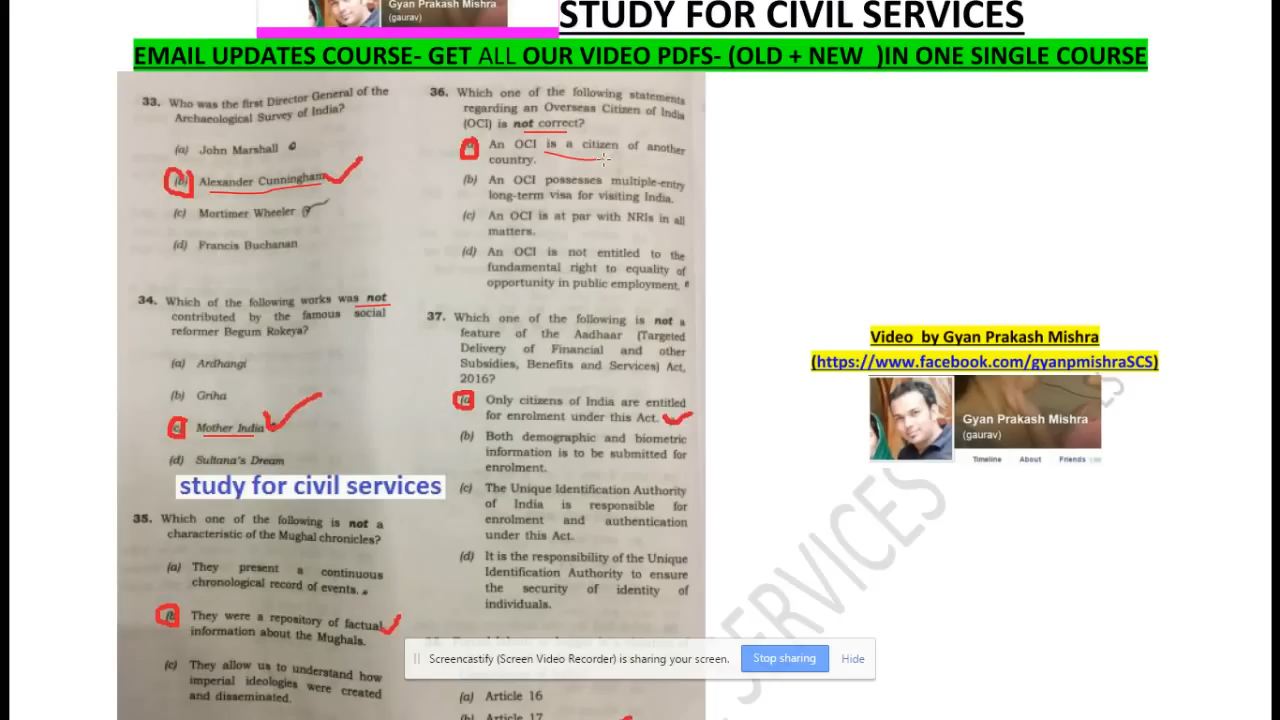 Gyan Prakash Mishra
(gaurav)
STUDY FOR CIVIL SERVICES
EMAIL UPDATES COURSE- GET ALL OUR VIDEO PDFS- (OLD + NEW )IN ONE SINGLE COURSE
33. Who was the first Director General of the
Archaeological Survey of India?
(a) John Marshall
(b) Alexander Cunningham
(c) Mortimer Wheeler
(d) Francis Buchanan
34. Which of the following works was not
contributed by the famous social
reformer Begum Rokeya?
(a) Ardhangi
(b) Griha
(c) Mother India
(d) Sultana's Dream
study for civil services
35. Which one of the following is not a
characteristic of the Mughal chronicles?
(a) They present a continuous
chronological record of events.
(b) They were a repository of factual
information about the Mughals.
(c) They allow us to understand how
imperial ideologies were created
and disseminated.
36. Which one of the following statements
regarding an Overseas Citizen of India
(OCI) is not correct?
(a) An OCI is a citizen of another
country.
(b) An OCI possesses multiple-entry
long-term visa for visiting India.
(c) An OCI is at par with NRIs in all
matters.
(d) An OCI is not entitled to the
fundamental right to equality of
opportunity in public employment.
37. Which one of the following is not a
feature of the Aadhaar (Targeted
Delivery of Financial and other
Subsidies, Benefits and Services) Act,
2016?
(a) Only citizens of India are entitled
for enrolment under this Act.
(b) Both demographic and biometric
information is to be submitted for
enrolment.
(c) The Unique Identification Authority
of India is responsible for
enrolment and authentication
under this Act.
(d) It is the responsibility of the Unique
Identification Authority to ensure
the security of identity of
individuals.
(a) Article 16
(b) Article 17
Video by Gyan Prakash Mishra
(https://www.facebook.com/gyanpmishraSCS)
Gyan Prakash Mishra
(gaurav)
Timeline About Friends
SERVICES
Screencastify (Screen Video Recorder) is sharing your screen.
Stop sharing
Hide